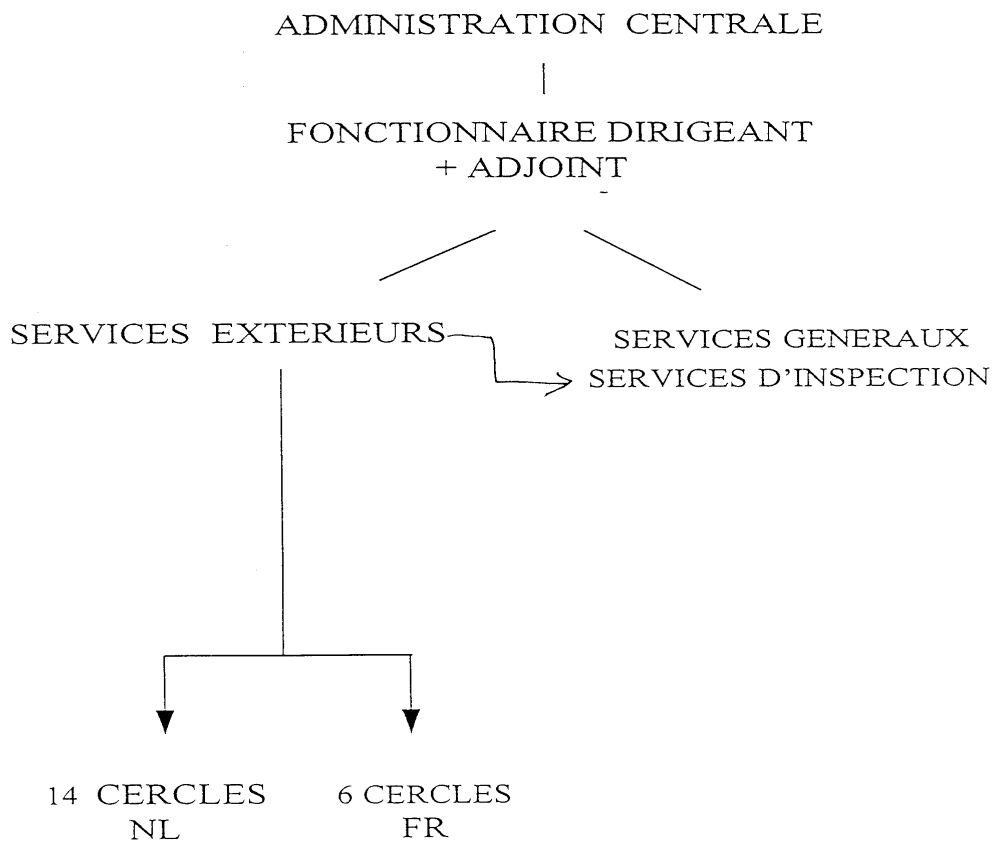 ADMINISTRATION CENTRALE
FONCTIONNAIRE DIRIGEANT
+ ADJOINT
SERVICES EXTERIEURS
SERVICES GENERAUX
SERVICES D'INSPECTION
14 CERCLES
NL
6 CERCLES
FR